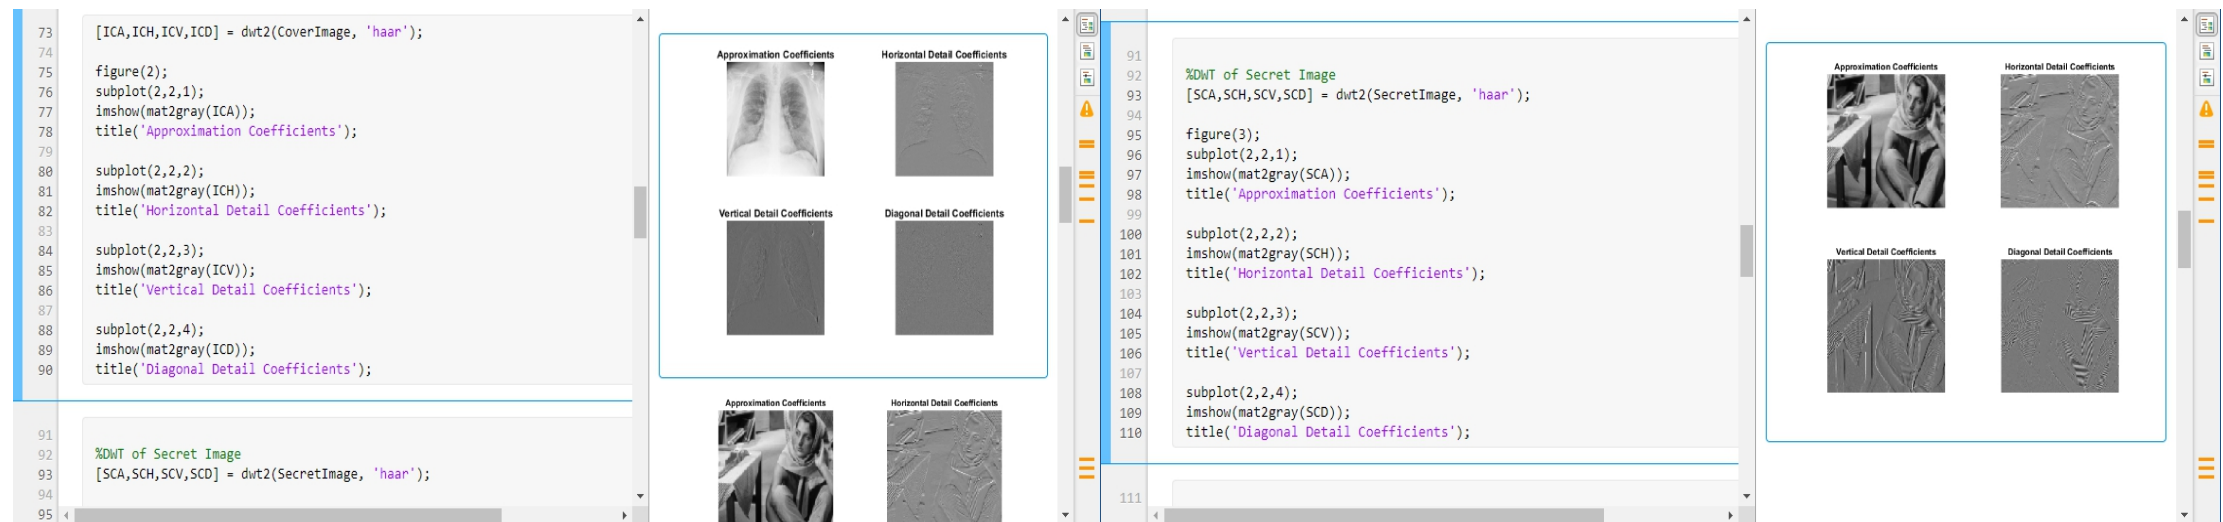 73 [ICA,ICH,ICV,ICD] = dwt2(CoverImage, 'haar');
74
75 figure(2);
76 subplot(2,2,1);
77 imshow(mat2gray(ICA));
78 title('Approximation Coefficients');
79
80 subplot(2,2,2);
81 imshow(mat2gray(ICH));
82 title('Horizontal Detail Coefficients');
83
84 subplot(2,2,3);
85 imshow(mat2gray(ICV));
86 title('Vertical Detail Coefficients');
87
88 subplot(2,2,4);
89 imshow(mat2gray(ICD));
90 title('Diagonal Detail Coefficients');
91
92 %DWT of Secret Image
93 [SCA,SCH,SCV,SCD] = dwt2(SecretImage, 'haar');
94
95
Approximation Coefficients Horizontal Detail Coefficients
Vertical Detail Coefficients Diagonal Detail Coefficients
Approximation Coefficients Horizontal Detail Coefficients
91
92 %DWT of Secret Image
93 [SCA,SCH,SCV,SCD] = dwt2(SecretImage, 'haar');
94
95 figure(3);
96 subplot(2,2,1);
97 imshow(mat2gray(SCA));
98 title('Approximation Coefficients');
99
100 subplot(2,2,2);
101 imshow(mat2gray(SCH));
102 title('Horizontal Detail Coefficients');
103
104 subplot(2,2,3);
105 imshow(mat2gray(SCV));
106 title('Vertical Detail Coefficients');
107
108 subplot(2,2,4);
109 imshow(mat2gray(SCD));
110 title('Diagonal Detail Coefficients');
111
Approximation Coefficients Horizontal Detail Coefficients
Vertical Detail Coefficients Diagonal Detail Coefficients